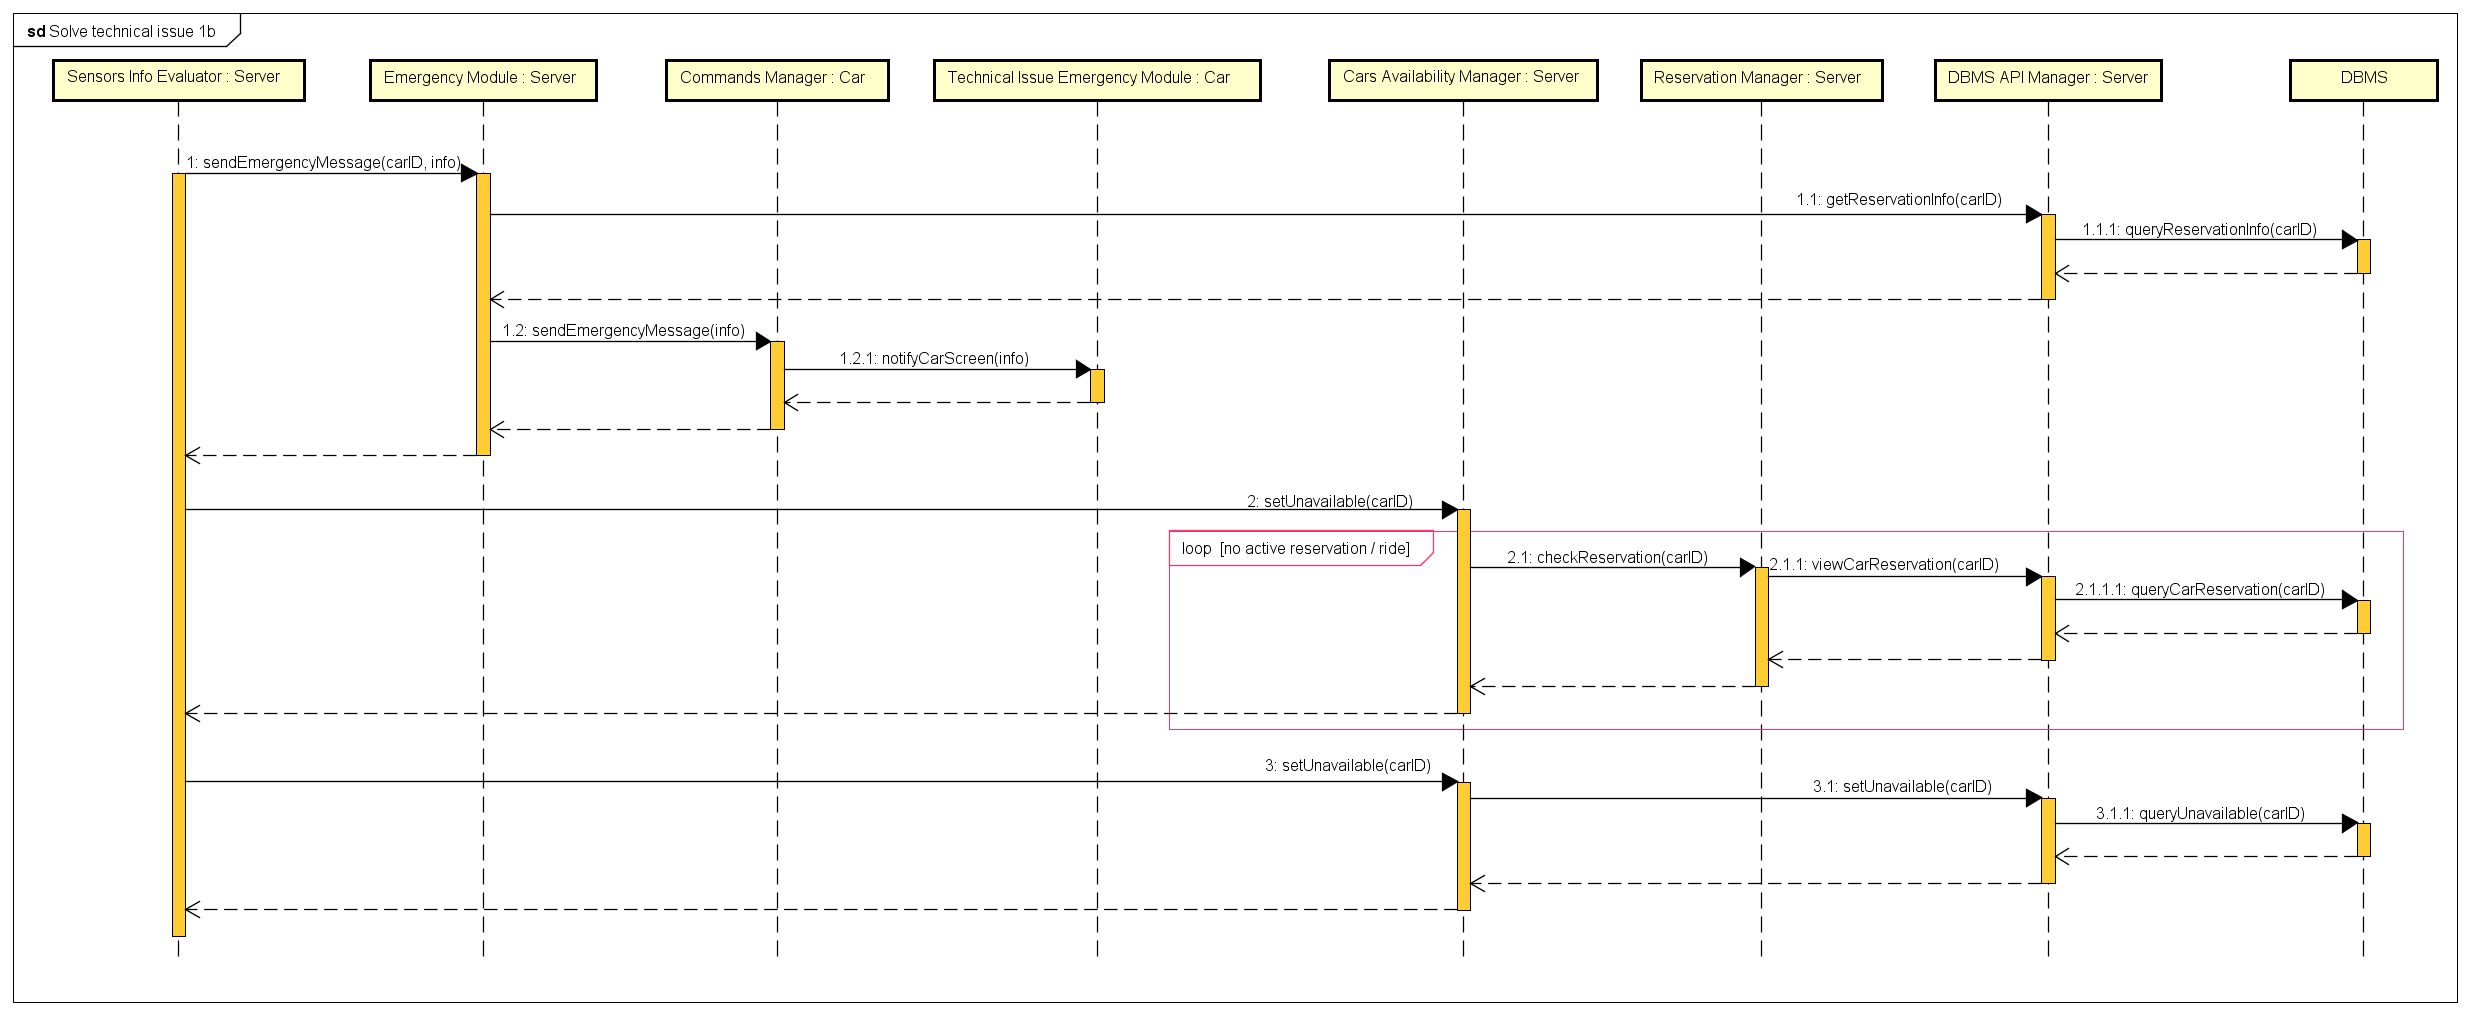 sd Solve technical issue 1b
Sensors Info Evaluator : Server
Emergency Module : Server
Commands Manager : Car
Technical Issue Emergency Module : Car
Cars Availability Manager : Server
Reservation Manager : Server
DBMS API Manager : Server
DBMS
1: sendEmergencyMessage(carID, info)
1.1: getReservationInfo(carID)
1.1.1: queryReservationInfo(carID)
1.2: sendEmergencyMessage(info)
1.2.1: notifyCarScreen(info)
2: setUnavailable(carID)
loop [no active reservation / ride]
2.1: checkReservation(carID)
2.1.1: viewCarReservation(carID)
2.1.1.1: queryCarReservation(carID)
3: setUnavailable(carID)
3.1: setUnavailable(carID)
3.1.1: queryUnavailable(carID)